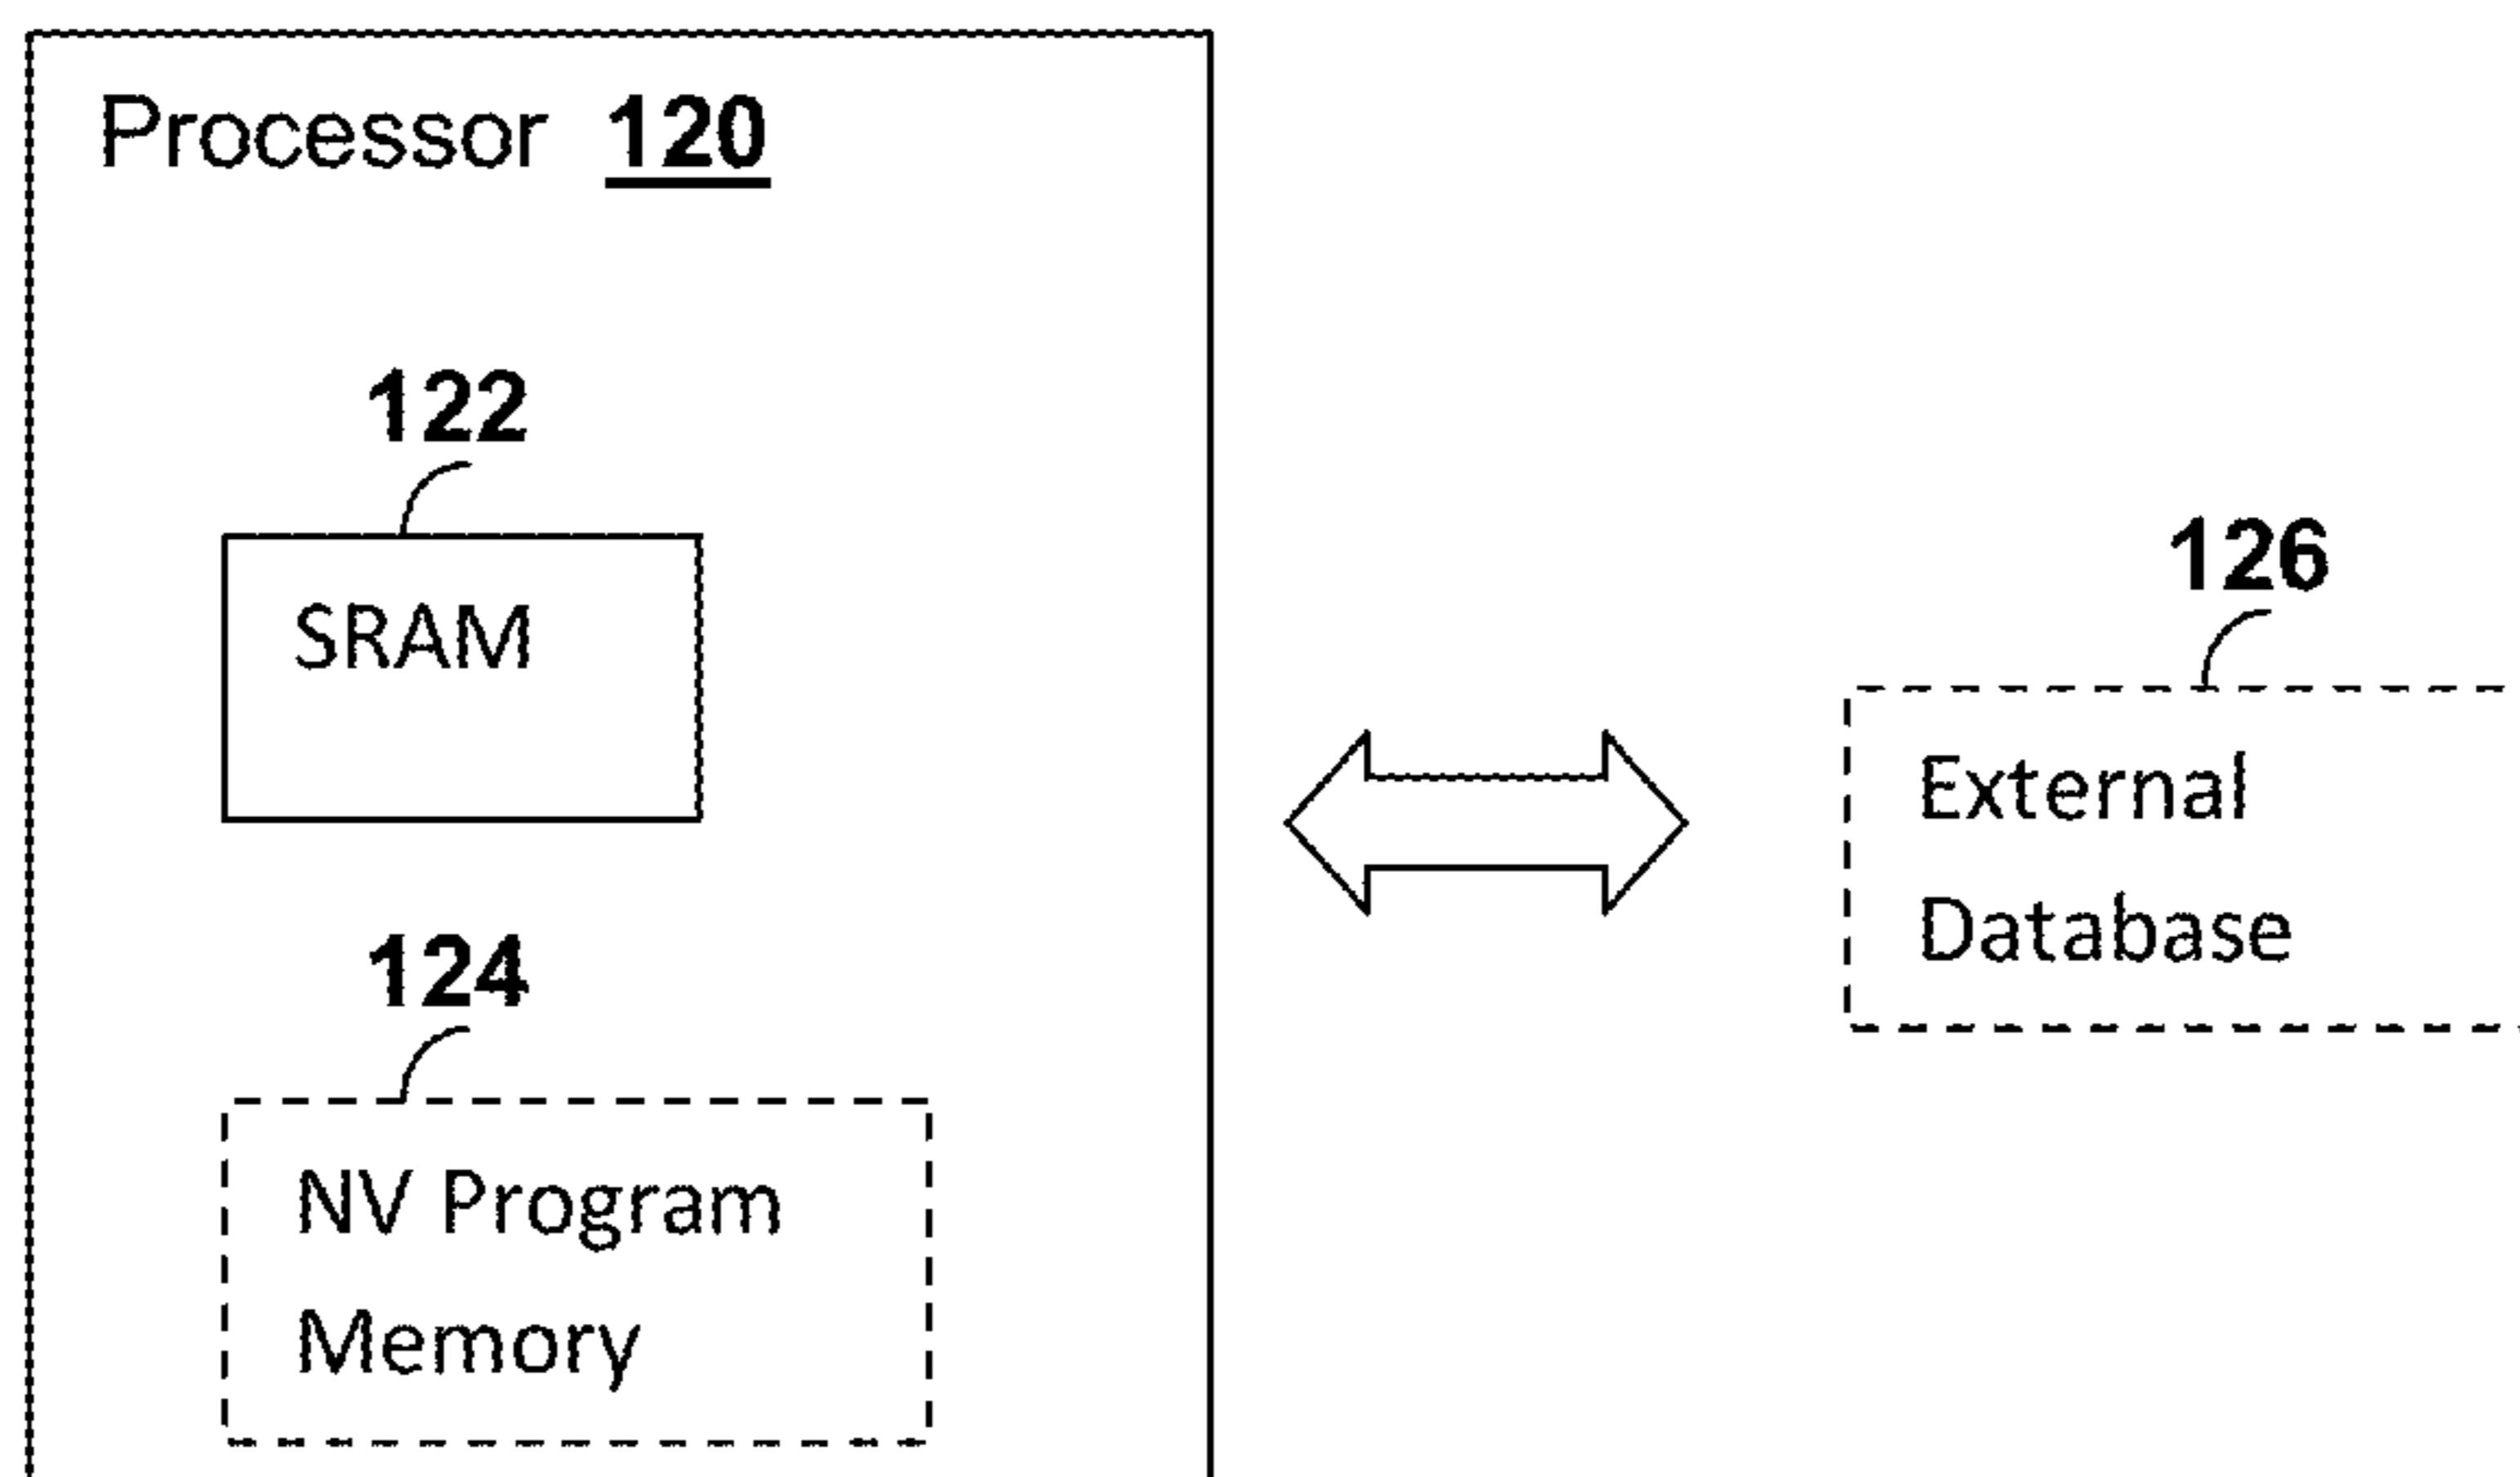 Processor 120
122
SRAM
124
NV Program
Memory
126
External
Database